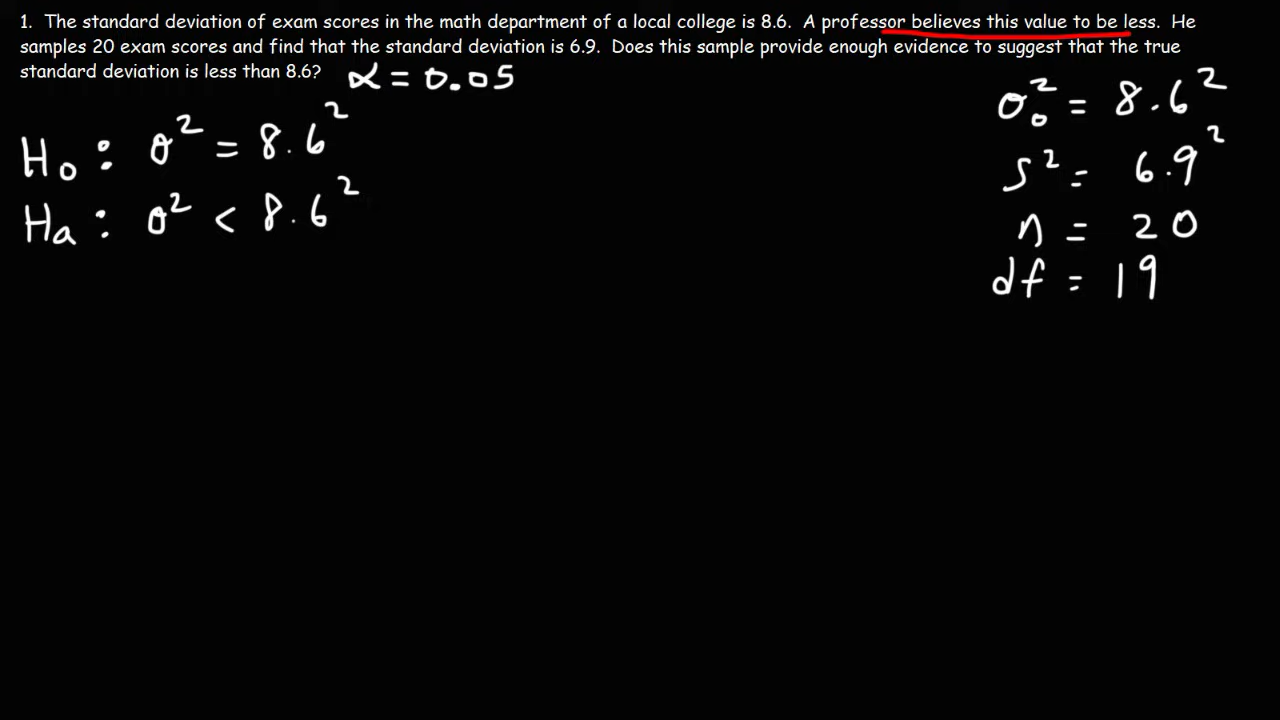 1. The standard deviation of exam scores in the math department of a local college is 8.6. A professor believes this value to be less. He
samples 20 exam scores and find that the standard deviation is 6.9. Does this sample provide enough evidence to suggest that the true
standard deviation is less than 8.6? α = 0.05
H₀ : σ² = 8.6²
Hₐ : σ² < 8.6²
σ₀² = 8.6²
s² = 6.9²
n = 20
df = 19